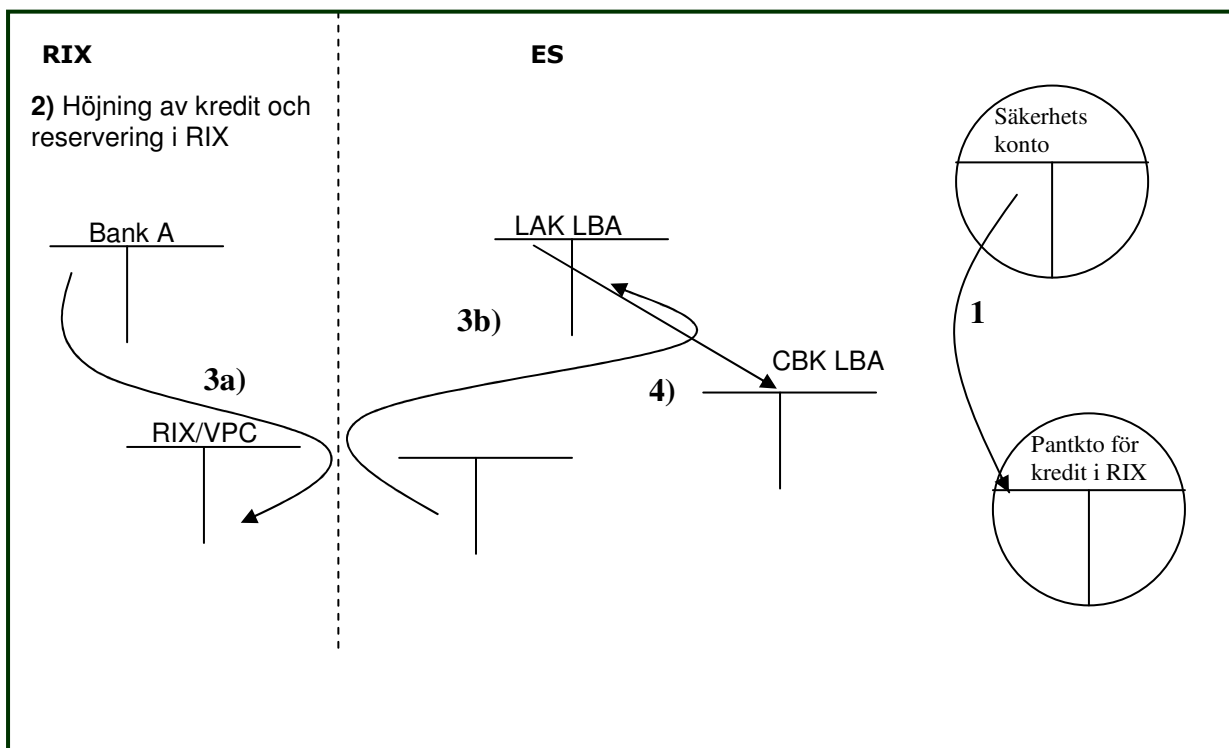 RIX
ES
2) Höjning av kredit och
reservering i RIX
Säkerhets
konto
Bank A
LAK LBA
3b)
1
CBK LBA
3a)
4)
RIX/VPC
Pantkto för
kredit i RIX